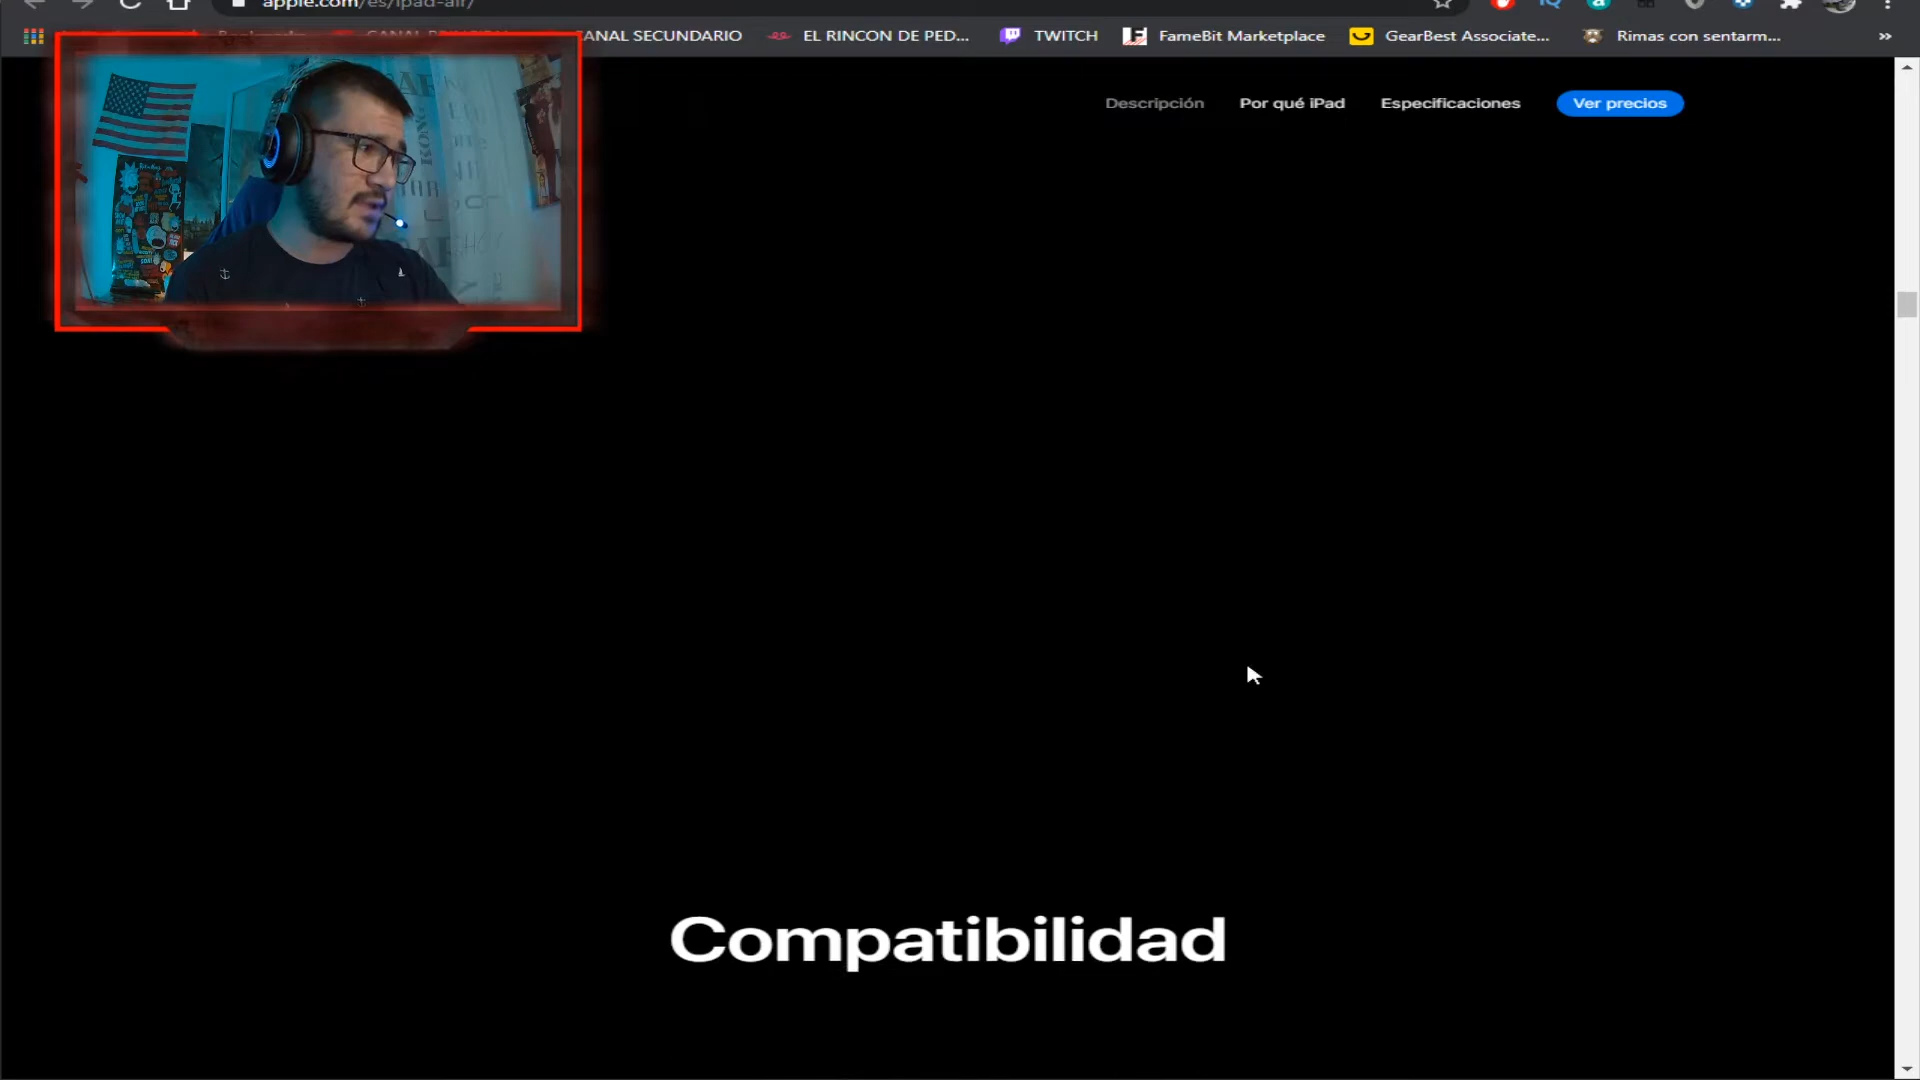 apple.com/es/ipad-air/
CANAL SECUNDARIO
EL RINCON DE PED...
TWITCH
FameBit Marketplace
GearBest Associate...
Rimas con sentarm...
»
Descripción
Por qué iPad
Especificaciones
Ver precios
Compatibilidad